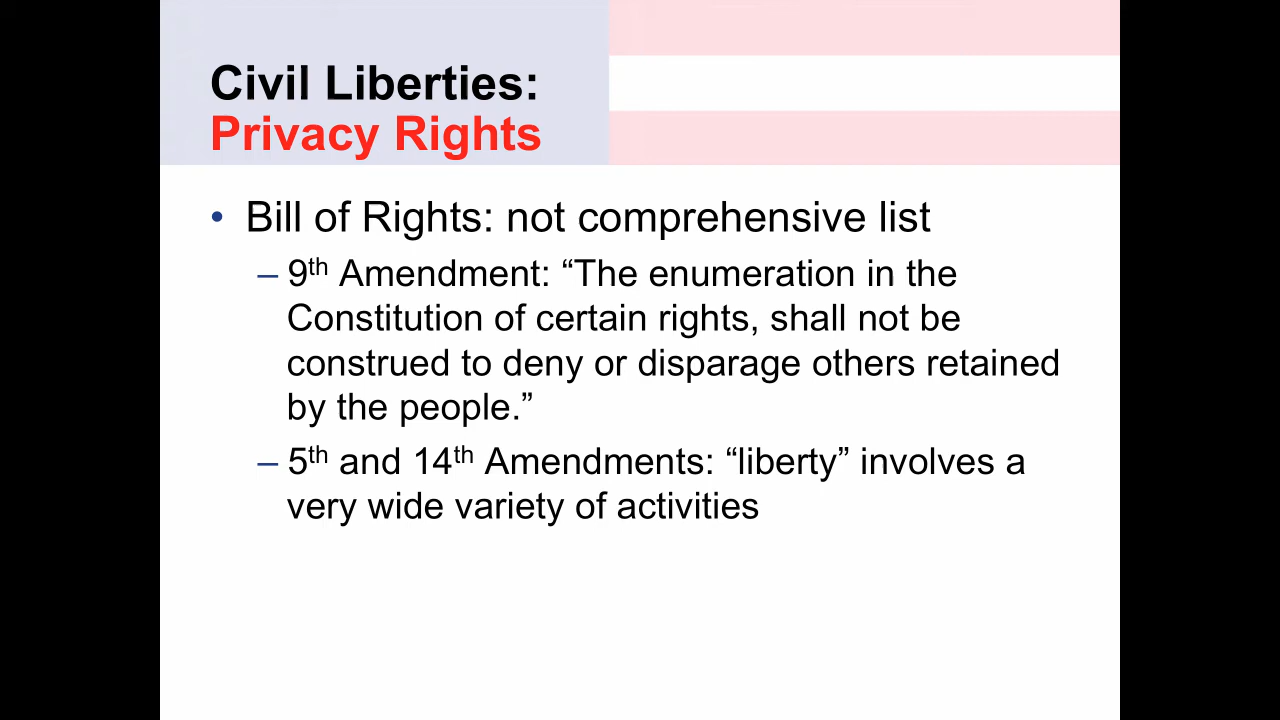 Civil Liberties:
Privacy Rights
• Bill of Rights: not comprehensive list
– 9th Amendment: “The enumeration in the
Constitution of certain rights, shall not be
construed to deny or disparage others retained
by the people.”
– 5th and 14th Amendments: “liberty” involves a
very wide variety of activities